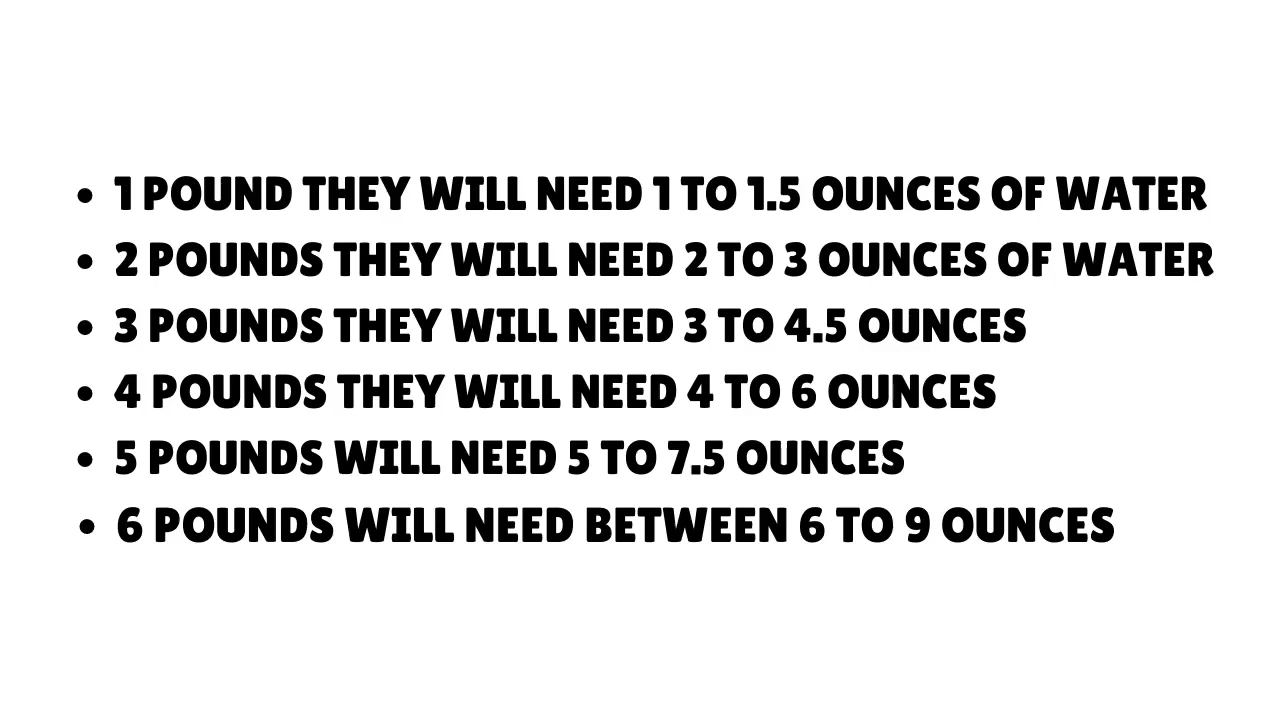 • 1 POUND THEY WILL NEED 1 TO 1.5 OUNCES OF WATER
• 2 POUNDS THEY WILL NEED 2 TO 3 OUNCES OF WATER
• 3 POUNDS THEY WILL NEED 3 TO 4.5 OUNCES
• 4 POUNDS THEY WILL NEED 4 TO 6 OUNCES
• 5 POUNDS WILL NEED 5 TO 7.5 OUNCES
• 6 POUNDS WILL NEED BETWEEN 6 TO 9 OUNCES